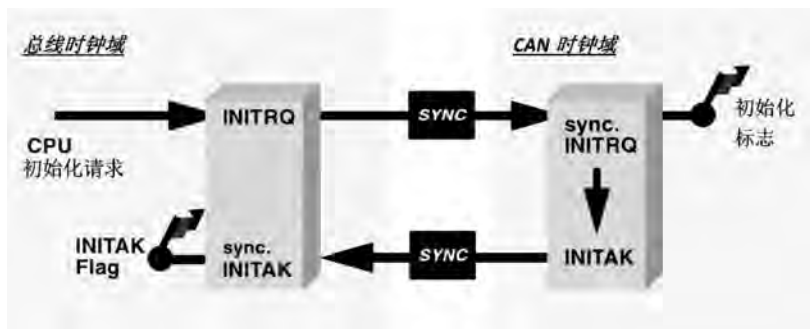 总线时钟域
CAN 时钟域
INITRQ
SYNC
sync.
INITRQ
初始化
标志
CPU
初始化请求
INITAK
Flag
sync.
INITAK
SYNC
INITAK